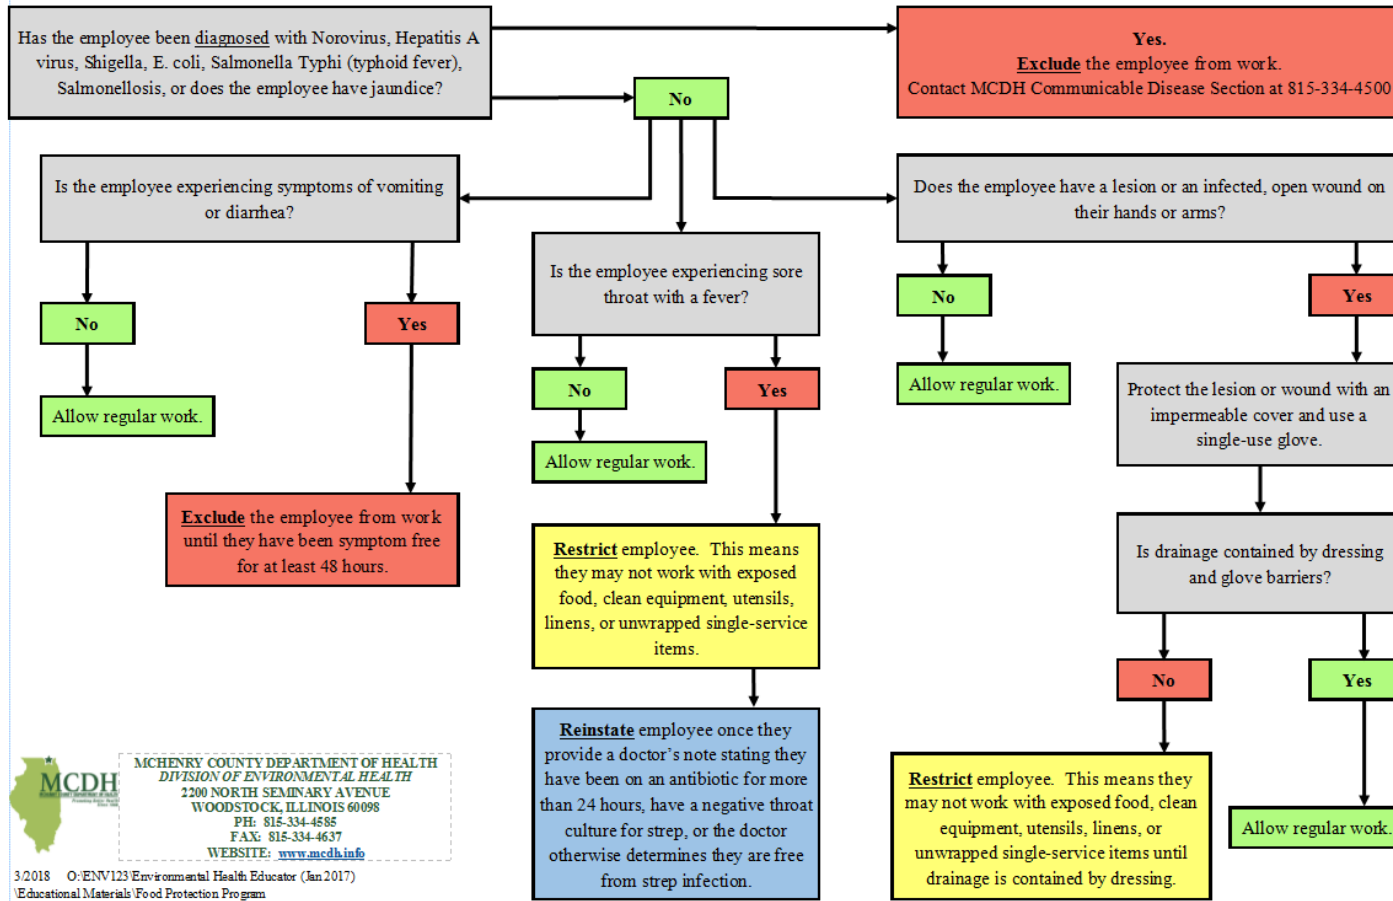 Has the employee been diagnosed with Norovirus, Hepatitis A
virus, Shigella, E. coli, Salmonella Typhi (typhoid fever),
Salmonellosis, or does the employee have jaundice?
Yes.
Exclude the employee from work.
Contact MCDH Communicable Disease Section at 815-334-4500
No
Is the employee experiencing symptoms of vomiting
or diarrhea?
No
Yes
Allow regular work.
Exclude the employee from work
until they have been symptom free
for at least 48 hours.
Is the employee experiencing sore
throat with a fever?
No
Yes
Allow regular work.
Restrict employee. This means
they may not work with exposed
food, clean equipment, utensils,
linens, or unwrapped single-service
items.
Reinstate employee once they
provide a doctor's note stating they
have been on an antibiotic for more
than 24 hours, have a negative throat
culture for strep, or the doctor
otherwise determines they are free
from strep infection.
Does the employee have a lesion or an infected, open wound on
their hands or arms?
No
Yes
Allow regular work.
Protect the lesion or wound with an
impermeable cover and use a
single-use glove.
Is drainage contained by dressing
and glove barriers?
No
Yes
Restrict employee. This means they
may not work with exposed food, clean
equipment, utensils, linens, or
unwrapped single-service items until
drainage is contained by dressing.
Allow regular work.
MCDH
MCHENRY COUNTY DEPARTMENT OF HEALTH
DIVISION OF ENVIRONMENTAL HEALTH
2200 NORTH SEMINARY AVENUE
WOODSTOCK, ILLINOIS 60098
PH: 815-334-4585
FAX: 815-334-4637
WEBSITE: www.mcdh.info
3/2018 O:\ENV123\Environmental Health Educator (Jan 2017)
\Educational Materials\Food Protection Program